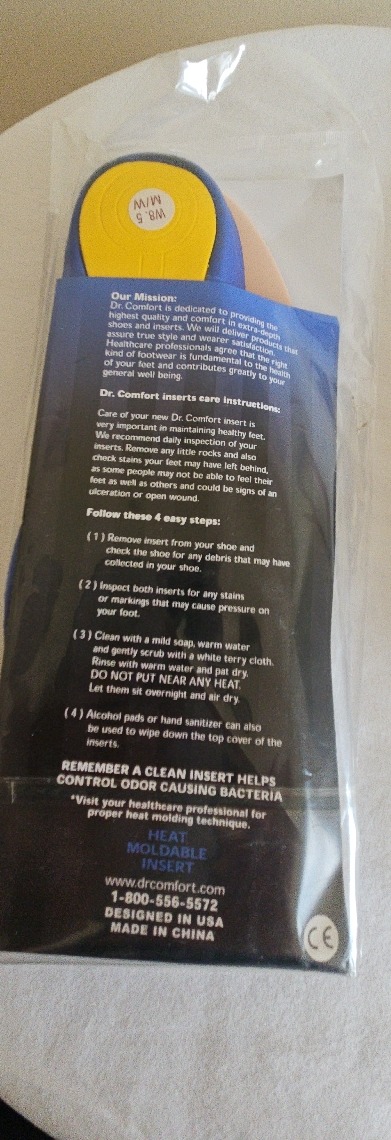 W8.5
M/W
Our Mission:
Dr. Comfort is dedicated to providing the
highest quality and comfort in extra-depth
shoes and inserts. We will deliver products that
assure true style and wearer satisfaction.
Healthcare professionals agree that the right
kind of footwear is fundamental to the health
of your feet and contributes greatly to your
general well being.
Dr. Comfort inserts care instructions:
Care of your new Dr. Comfort insert is
very important in maintaining healthy feet.
We recommend daily inspection of your
inserts. Remove any little rocks and also
check stains your feet may have left behind,
as some people may not be able to feel their
feet as well as others and could be signs of an
ulceration or open wound.
Follow these 4 easy steps:
(1) Remove insert from your shoe and
check the shoe for any debris that may have
collected in your shoe.
(2) Inspect both inserts for any stains
or markings that may cause pressure on
your foot.
(3) Clean with a mild soap, warm water
and gently scrub with a white terry cloth.
Rinse with warm water and pat dry.
DO NOT PUT NEAR ANY HEAT.
Let them sit overnight and air dry.
(4) Alcohol pads or hand sanitizer can also
be used to wipe down the top cover of the
inserts.
REMEMBER A CLEAN INSERT HELPS
CONTROL ODOR CAUSING BACTERIA
*Visit your healthcare professional for
proper heat molding technique.
HEAT
MOLDABLE
INSERT
www.drcomfort.com
1-800-556-5572
DESIGNED IN USA
MADE IN CHINA
CE